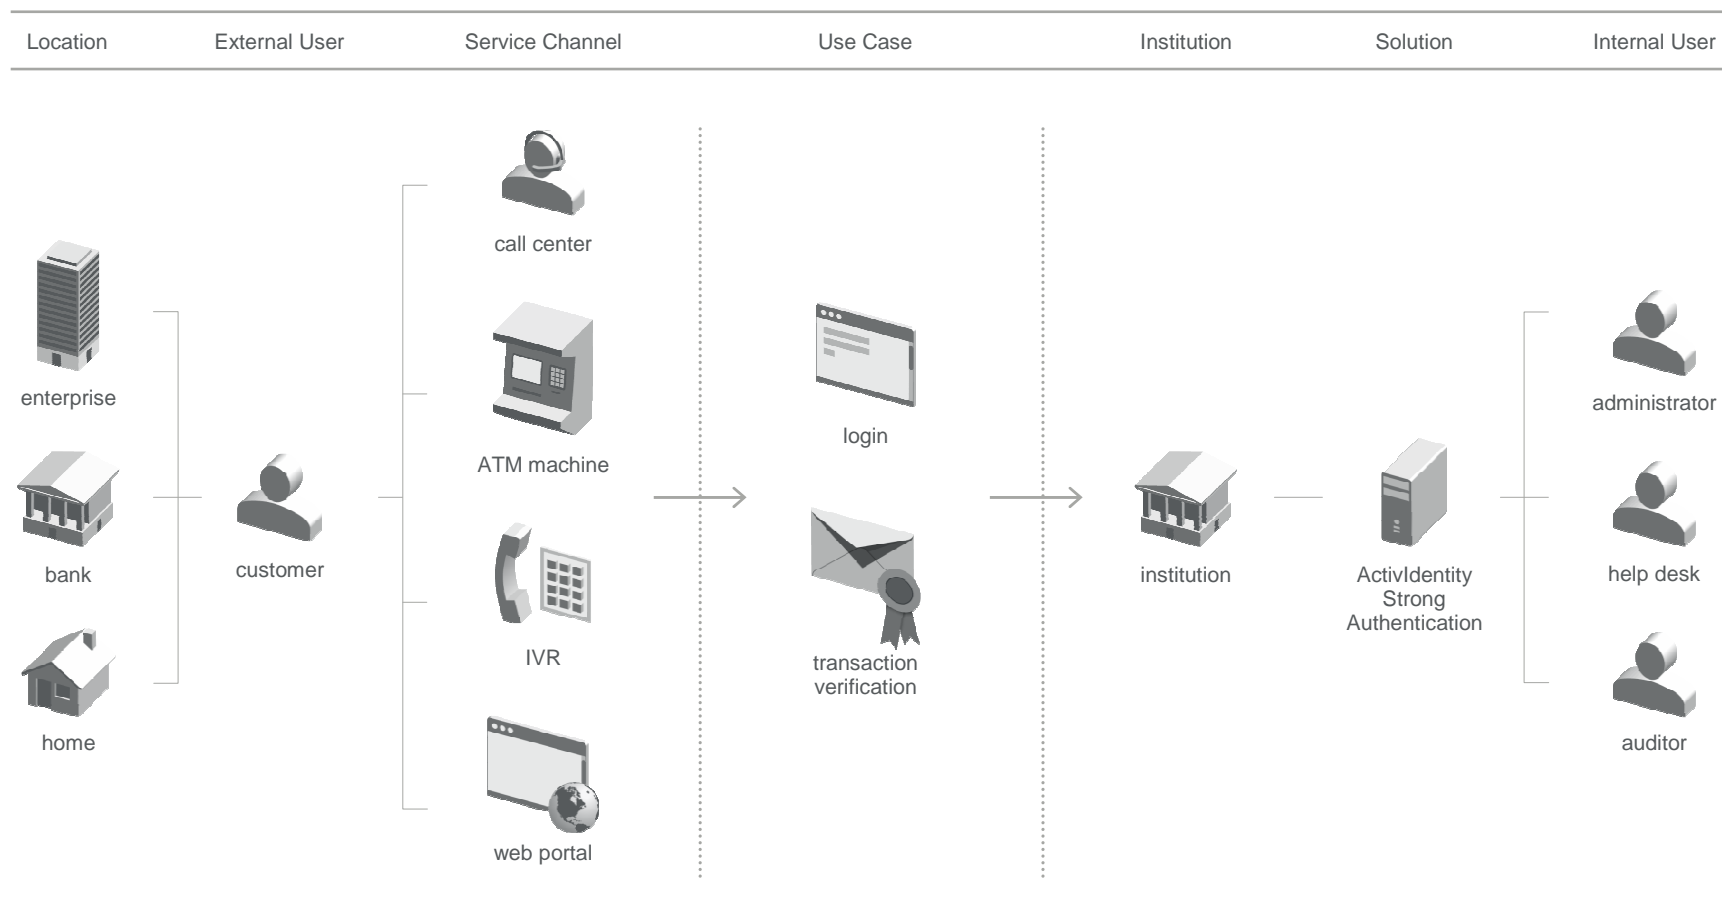 Location
External User
Service Channel
Use Case
Institution
Solution
Internal User
enterprise
bank
home
customer
call center
ATM machine
IVR
web portal
login
transaction
verification
institution
ActivIdentity
Strong
Authentication
administrator
help desk
auditor